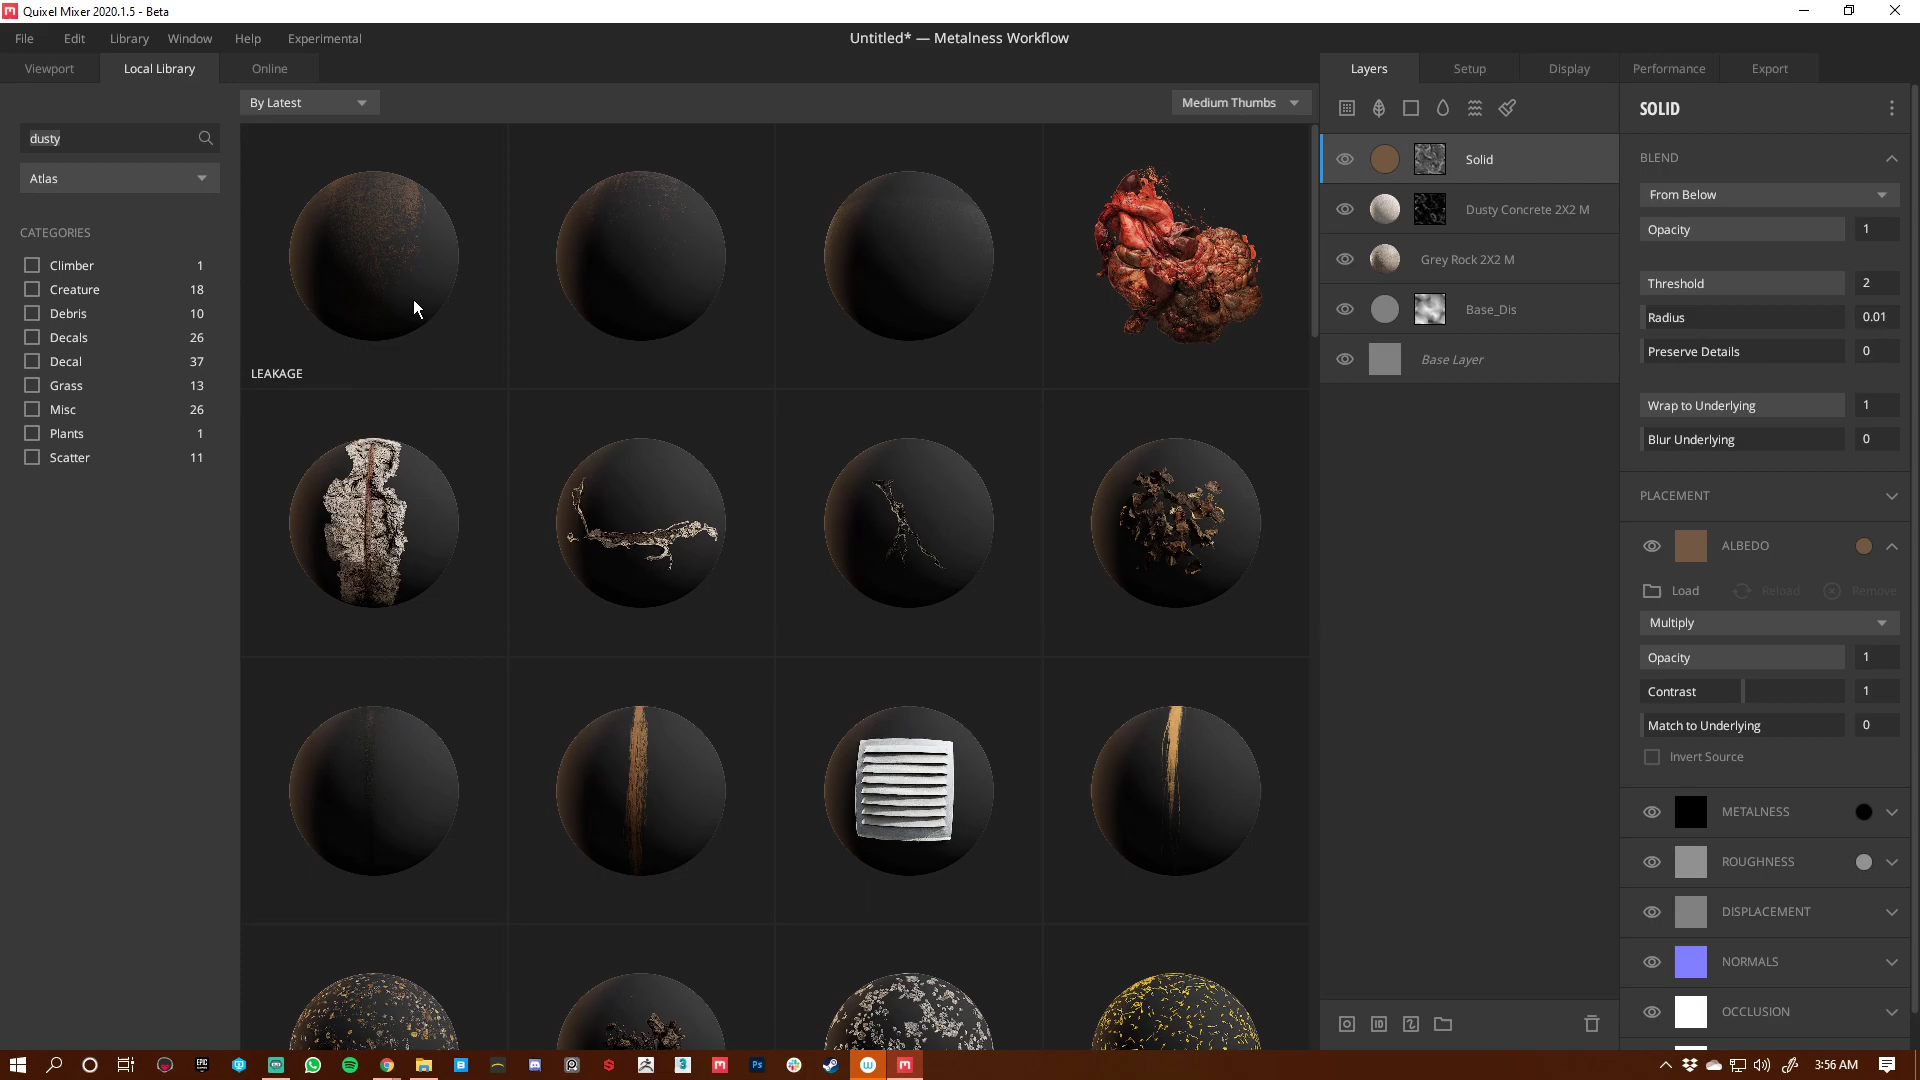 Quixel Mixer 2020.1.5 - Beta
File Edit Library Window Help Experimental
Untitled* — Metalness Workflow
Viewport Local Library Online
Layers Setup Display Performance Export
By Latest
Medium Thumbs
dusty
Atlas
CATEGORIES
Climber 1
Creature 18
Debris 10
Decals 26
Decal 37
Grass 13
Misc 26
Plants 1
Scatter 11
LEAKAGE
Solid
Dusty Concrete 2X2 M
Grey Rock 2X2 M
Base_Dis
Base Layer
SOLID
BLEND
From Below
Opacity 1
Threshold 2
Radius 0.01
Preserve Details 0
Wrap to Underlying 1
Blur Underlying 0
PLACEMENT
ALBEDO
Load Reload Remove
Multiply
Opacity 1
Contrast 1
Match to Underlying 0
Invert Source
METALNESS
ROUGHNESS
DISPLACEMENT
NORMALS
OCCLUSION
3:56 AM